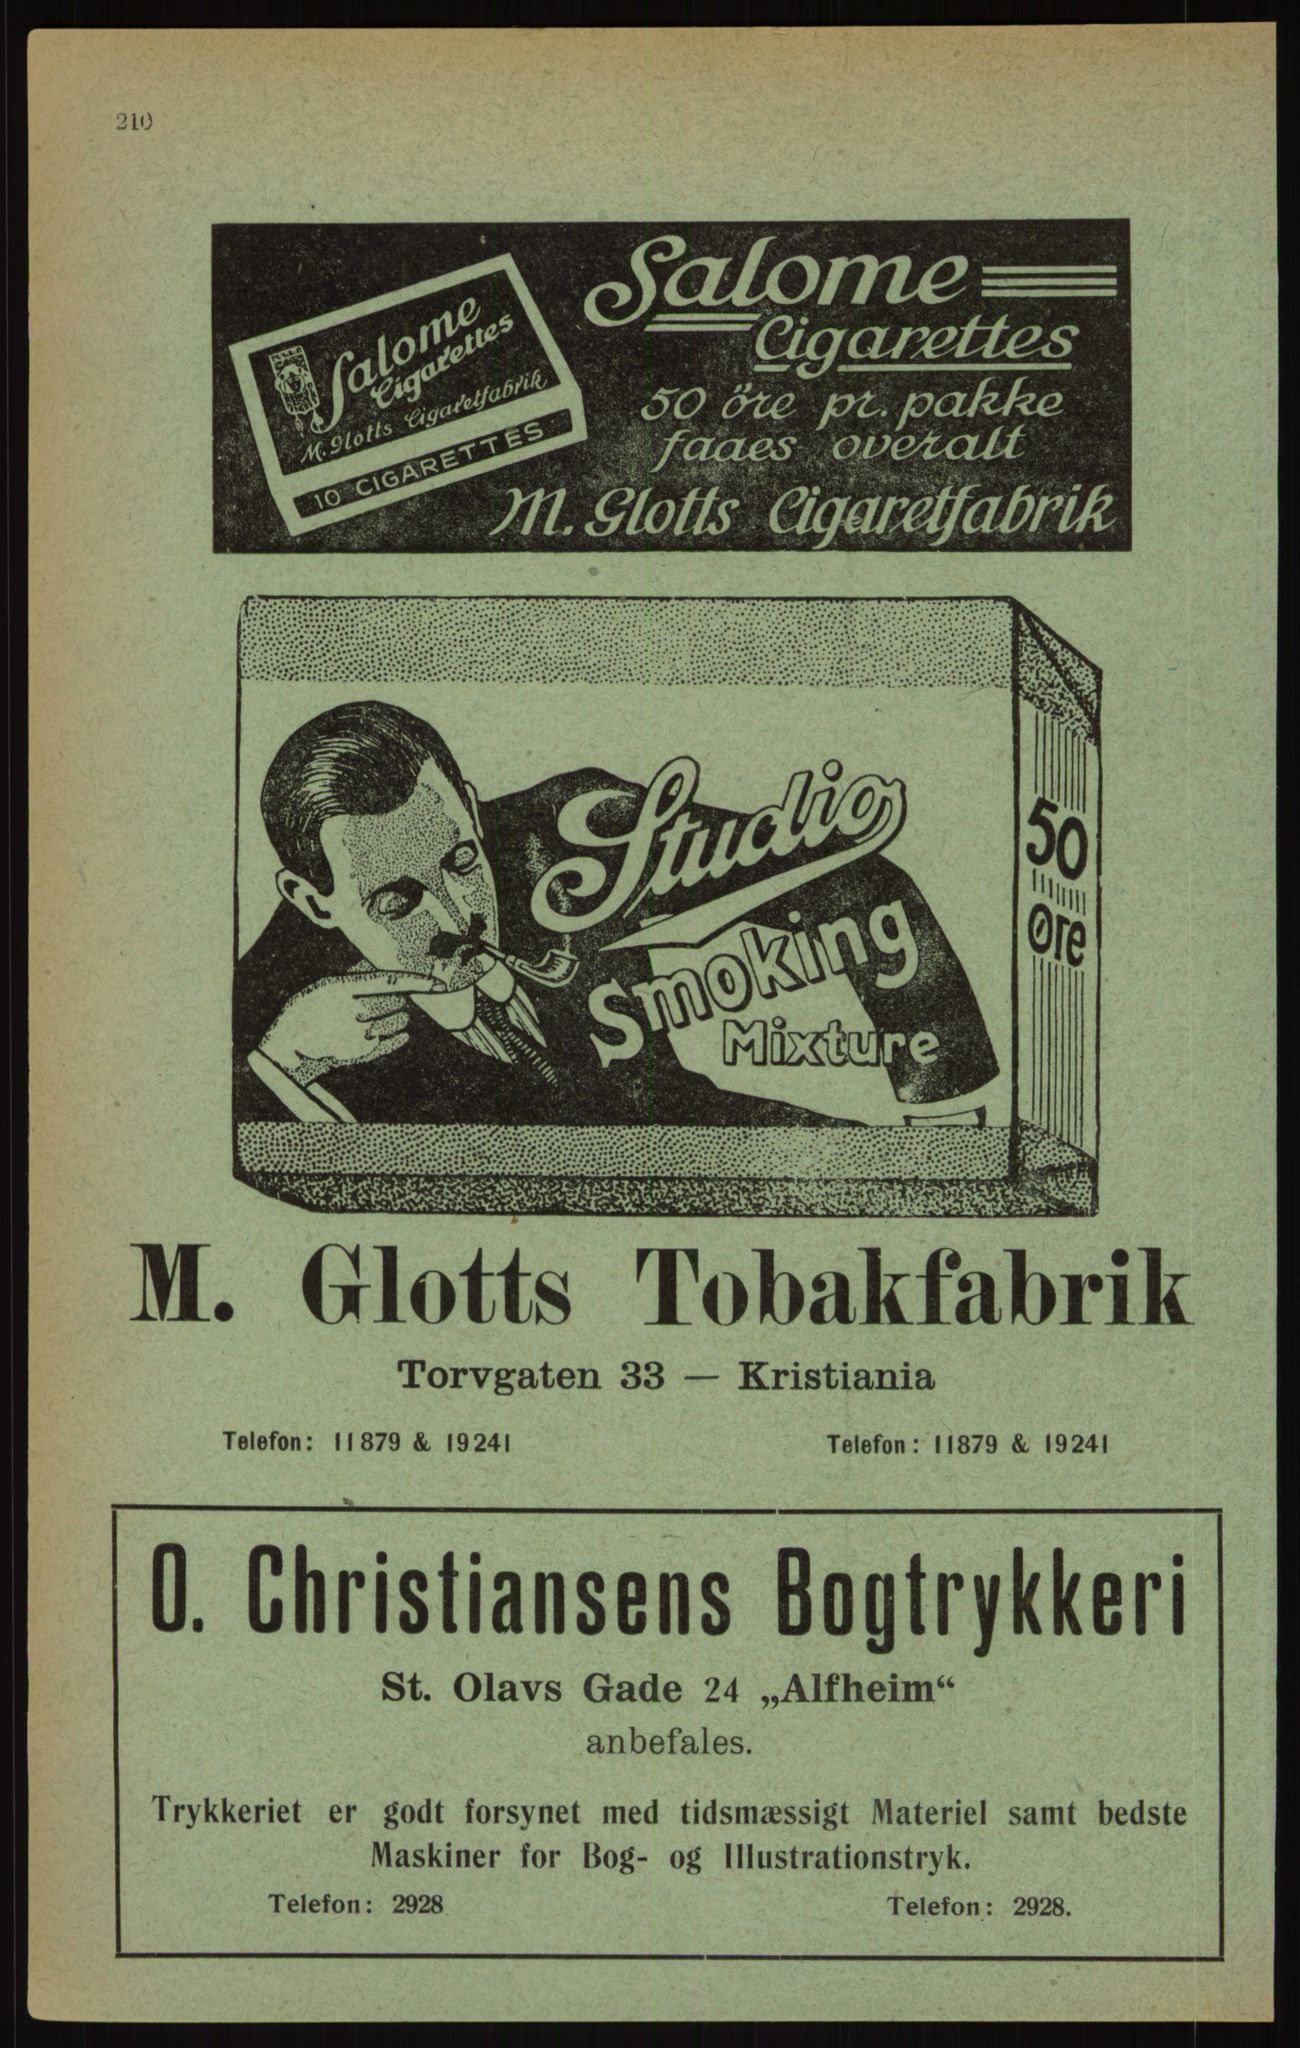 210
Salome
Cigarettes
M. Glotts Cigaretfabrik
10 CIGARETTES
Salome
Cigarettes
50 öre pr. pakke
faaes overalt
M. Glotts Cigaretfabrik
Studio
Smoking
Mixture
50
øre
M. Glotts Tobakfabrik
Torvgaten 33 — Kristiania
Telefon: 11879 & 19241 Telefon: 11879 & 19241
O. Christiansens Bogtrykkeri
St. Olavs Gade 24 „Alfheim“
anbefales.
Trykkeriet er godt forsynet med tidsmæssigt Materiel samt bedste
Maskiner for Bog- og Illustrationstryk.
Telefon: 2928 Telefon: 2928.